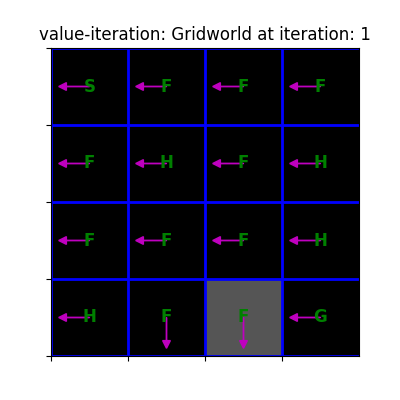 value-iteration: Gridworld at iteration: 1
S F F F
F H F H
F F F H
H F F G